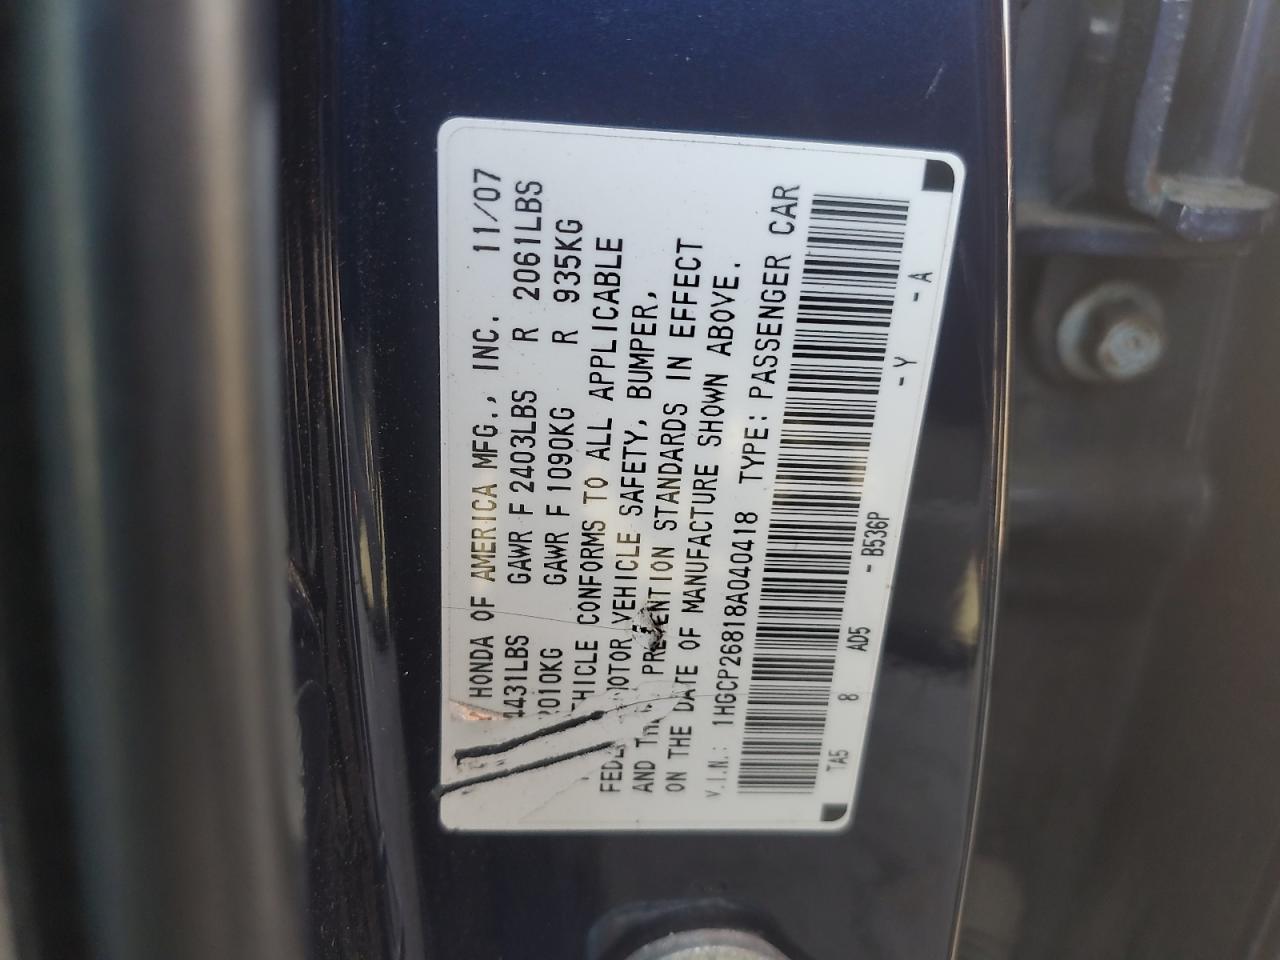 HONDA OF AMERICA MFG., INC. 11/07
4431LBS GAWR F 2403LBS R 2061LBS
2010KG GAWR F 1090KG R 935KG
EHICLE CONFORMS TO ALL APPLICABLE
MOTOR VEHICLE SAFETY, BUMPER,
AND PREVENTION STANDARDS IN EFFECT
ON THE DATE OF MANUFACTURE SHOWN ABOVE.
V.I.N.: 1HGCP26818A040418 TYPE: PASSENGER CAR
TA5 8 AD5 - B536P - Y - A